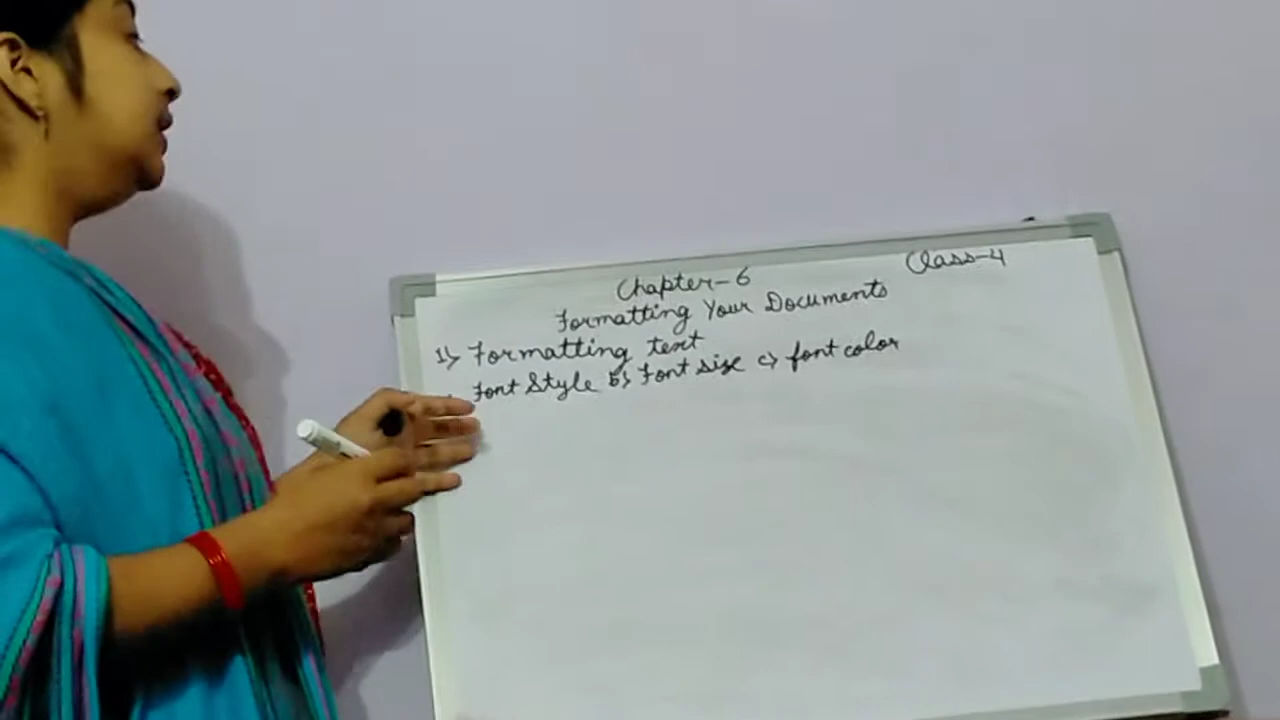 Class-4
Chapter-6
Formatting Your Documents
1) Formatting text
Font Style b) Font size c) font color